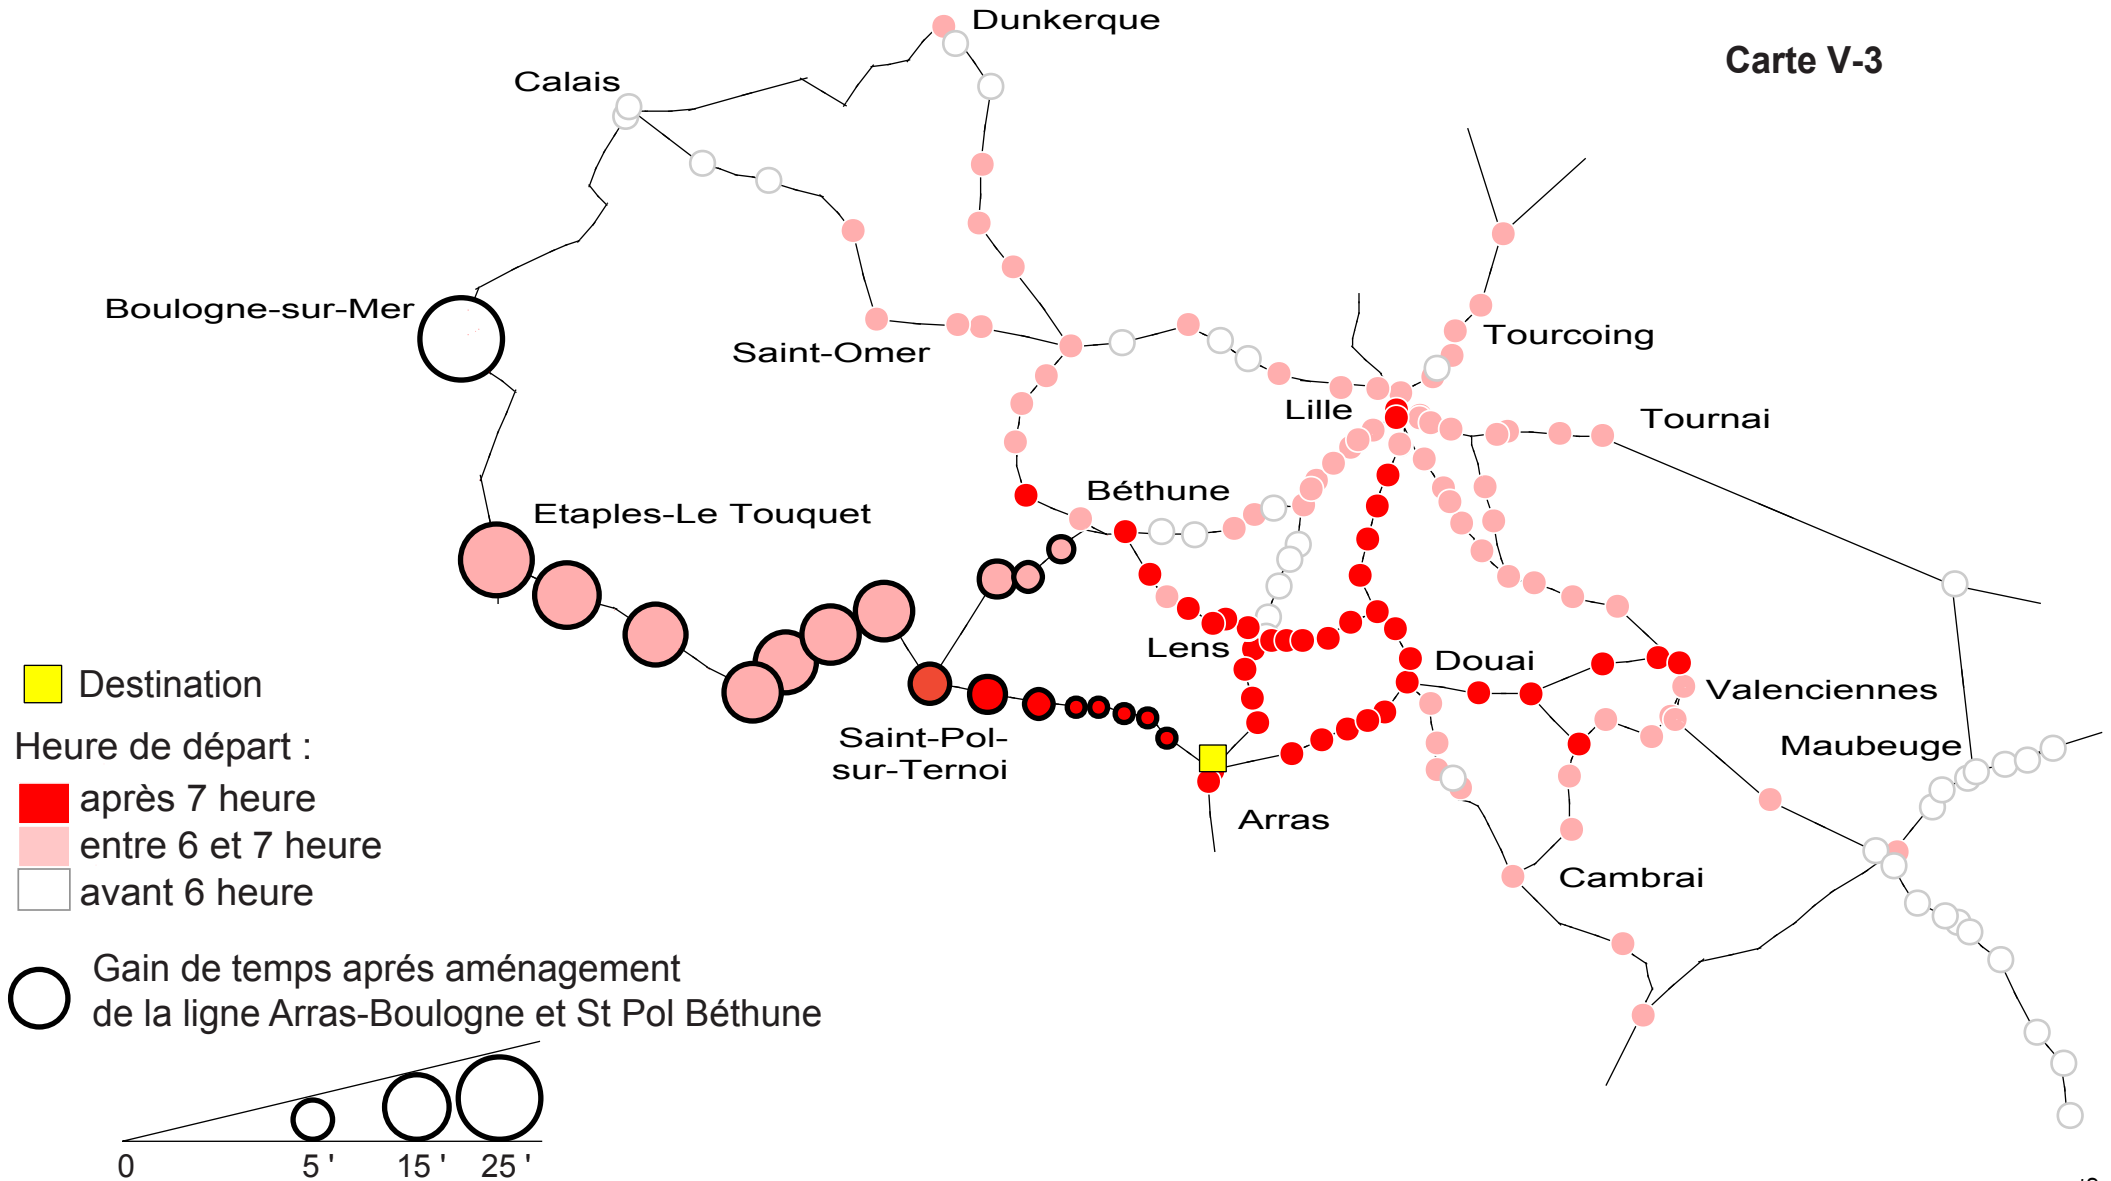 Dunkerque
Carte V-3
Calais
Boulogne-sur-Mer
Saint-Omer
Tourcoing
Lille
Tournai
Béthune
Etaples-Le Touquet
Lens
Douai
Valenciennes
Destination
Heure de départ :
après 7 heure
entre 6 et 7 heure
avant 6 heure
Saint-Pol-
sur-Ternoi
Maubeuge
Arras
Cambrai
Gain de temps aprés aménagement
de la ligne Arras-Boulogne et St Pol Béthune
0 5 ' 15 ' 25 '